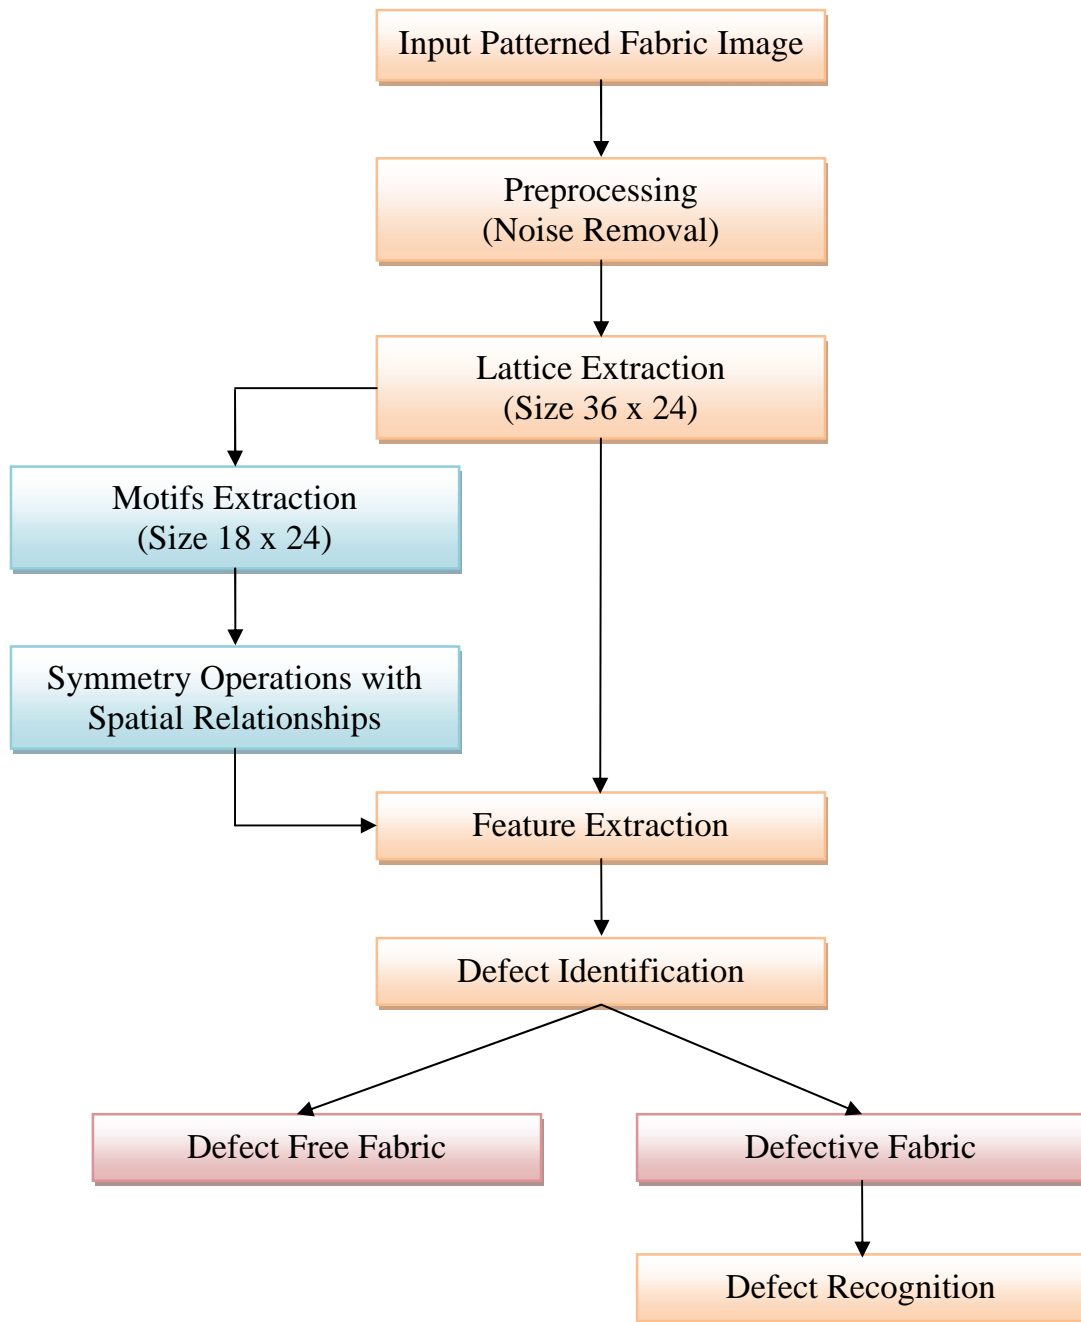 Input Patterned Fabric Image
Preprocessing
(Noise Removal)
Lattice Extraction
(Size 36 x 24)
Motifs Extraction
(Size 18 x 24)
Symmetry Operations with
Spatial Relationships
Feature Extraction
Defect Identification
Defect Free Fabric
Defective Fabric
Defect Recognition